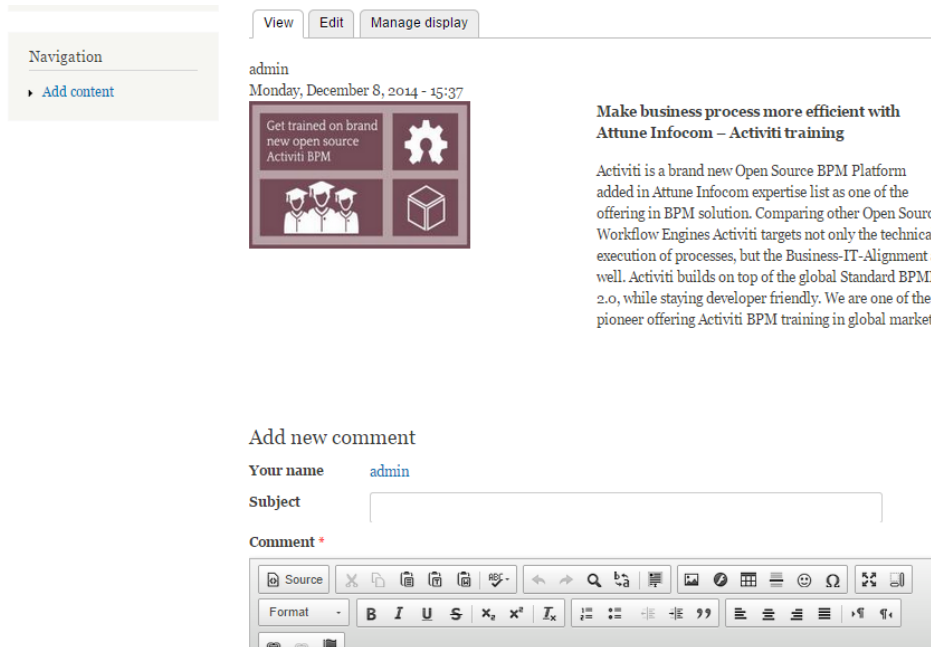 View Edit Manage display
Navigation
Add content
admin
Monday, December 8, 2014 - 15:37
Get trained on brand
new open source
Activiti BPM
Make business process more efficient with
Attune Infocom – Activiti training
Activiti is a brand new Open Source BPM Platform
added in Attune Infocom expertise list as one of the
offering in BPM solution. Comparing other Open Sourc
Workflow Engines Activiti targets not only the technica
execution of processes, but the Business-IT-Alignment
well. Activiti builds on top of the global Standard BPM
2.0, while staying developer friendly. We are one of the
pioneer offering Activiti BPM training in global market
Add new comment
Your name admin
Subject
Comment *
Source
Format